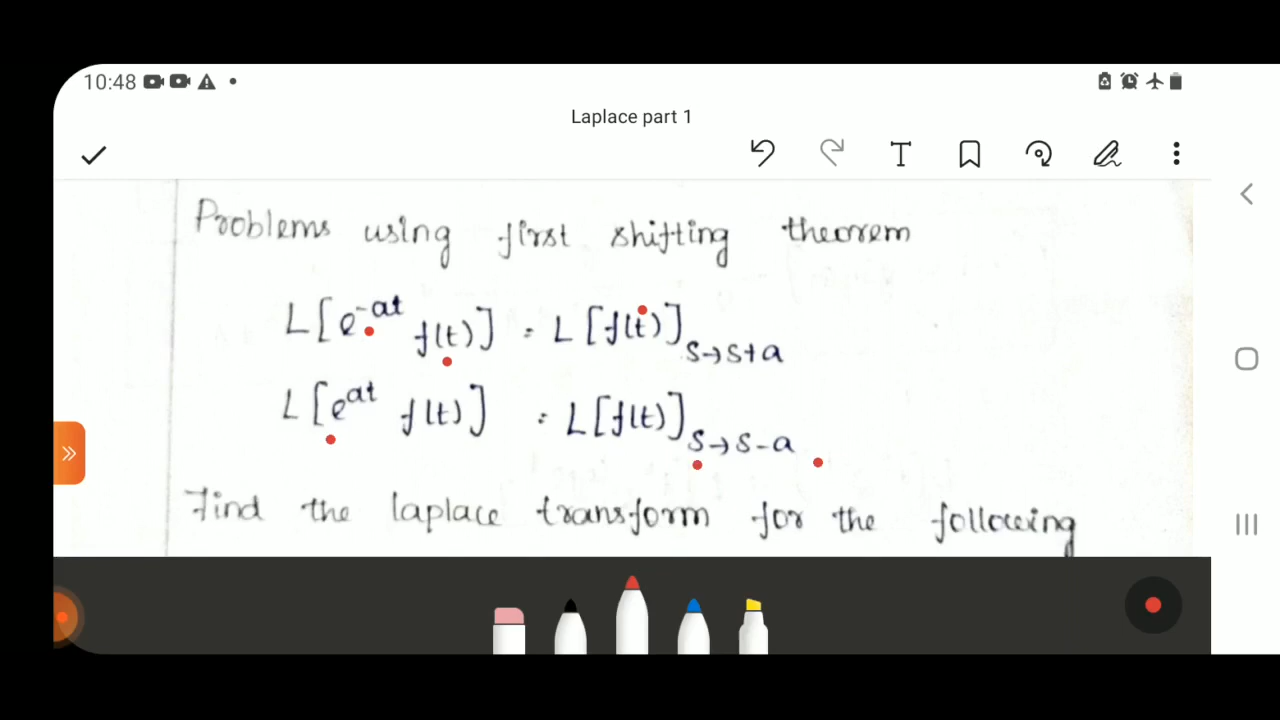 10:48
Laplace part 1
T
Problems using first shifting theorem
L[e^-at f(t)] = L[f(t)]s→s+a
L[e^at f(t)] = L[f(t)]s→s-a
Find the laplace transform for the following